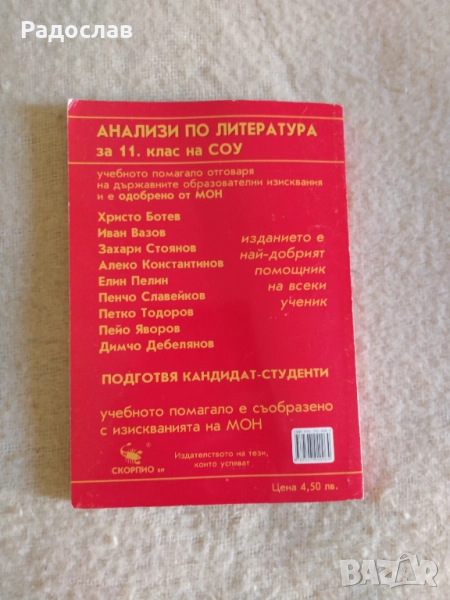 Радослав
АНАЛИЗИ ПО ЛИТЕРАТУРА
за 11. клас на СОУ
учебното помагало отговаря
на държавните образователни изисквания
и е одобрено от МОН
Христо Ботев
Иван Вазов
Захари Стоянов
Алеко Константинов
Елин Пелин
Пенчо Славейков
Петко Тодоров
Пейо Яворов
Димчо Дебелянов
изданието е
най-добрият
помощник
на всеки
ученик
ПОДГОТВЯ КАНДИДАТ-СТУДЕНТИ
учебното помагало е съобразено
с изискванията на МОН
СКОРПИО
Издателството на тези,
които успяват
Цена 4,50 лв.
BAZAR